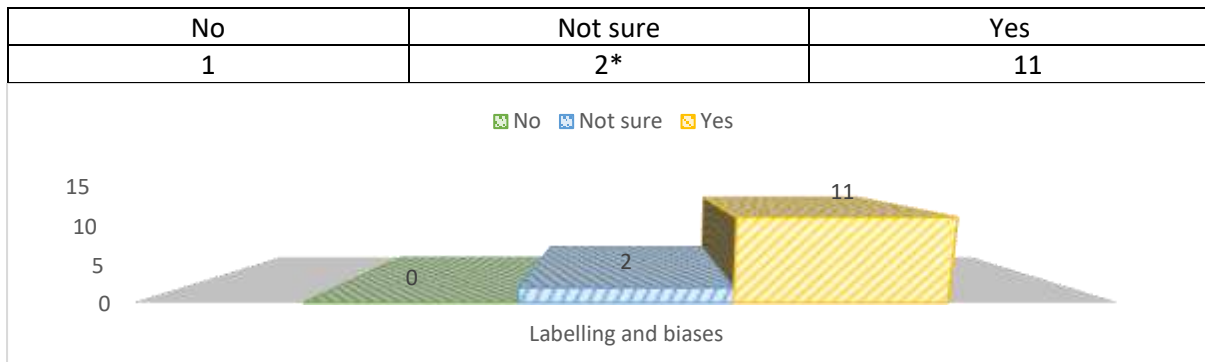 No Not sure Yes
1 2* 11
No Not sure Yes
15
10
5
0
0
2
11
Labelling and biases